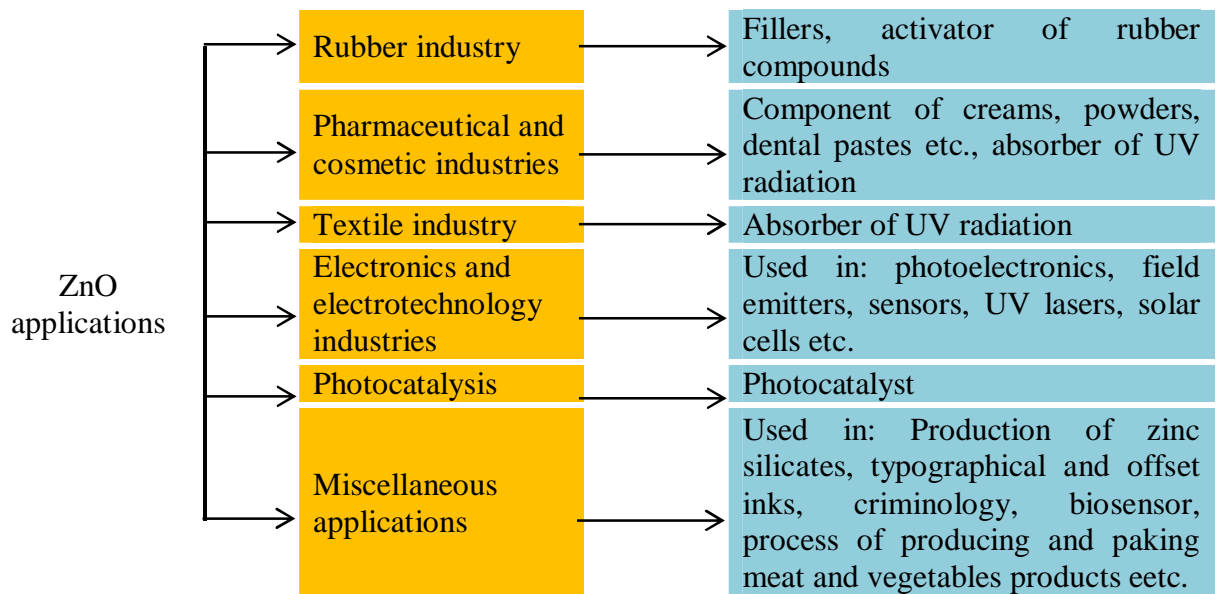 ZnO
applications
Rubber industry
Fillers, activator of rubber
compounds
Pharmaceutical and
cosmetic industries
Component of creams, powders,
dental pastes etc., absorber of UV
radiation
Textile industry
Absorber of UV radiation
Electronics and
electrotechnology
industries
Used in: photoelectronics, field
emitters, sensors, UV lasers, solar
cells etc.
Photocatalysis
Photocatalyst
Miscellaneous
applications
Used in: Production of zinc
silicates, typographical and offset
inks, criminology, biosensor,
process of producing and paking
meat and vegetables products eetc.